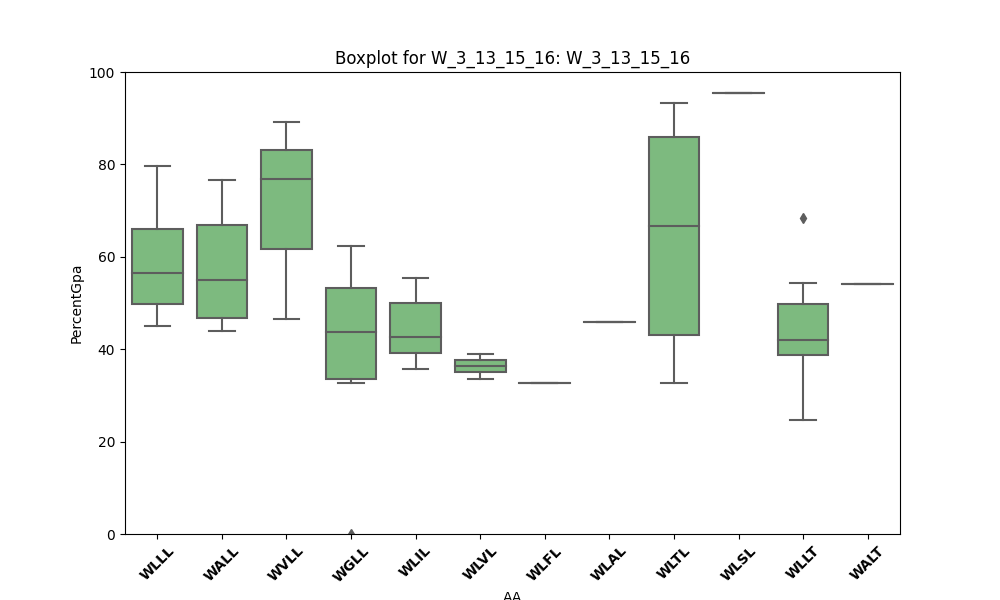 Boxplot for W_3_13_15_16: W_3_13_15_16
100
80
60
40
20
0
PercentGpa
WLLL WALL WVLL WGLL WLIL WLVL WLFL WLAL WLTL WLSL WLLT WALT
AA